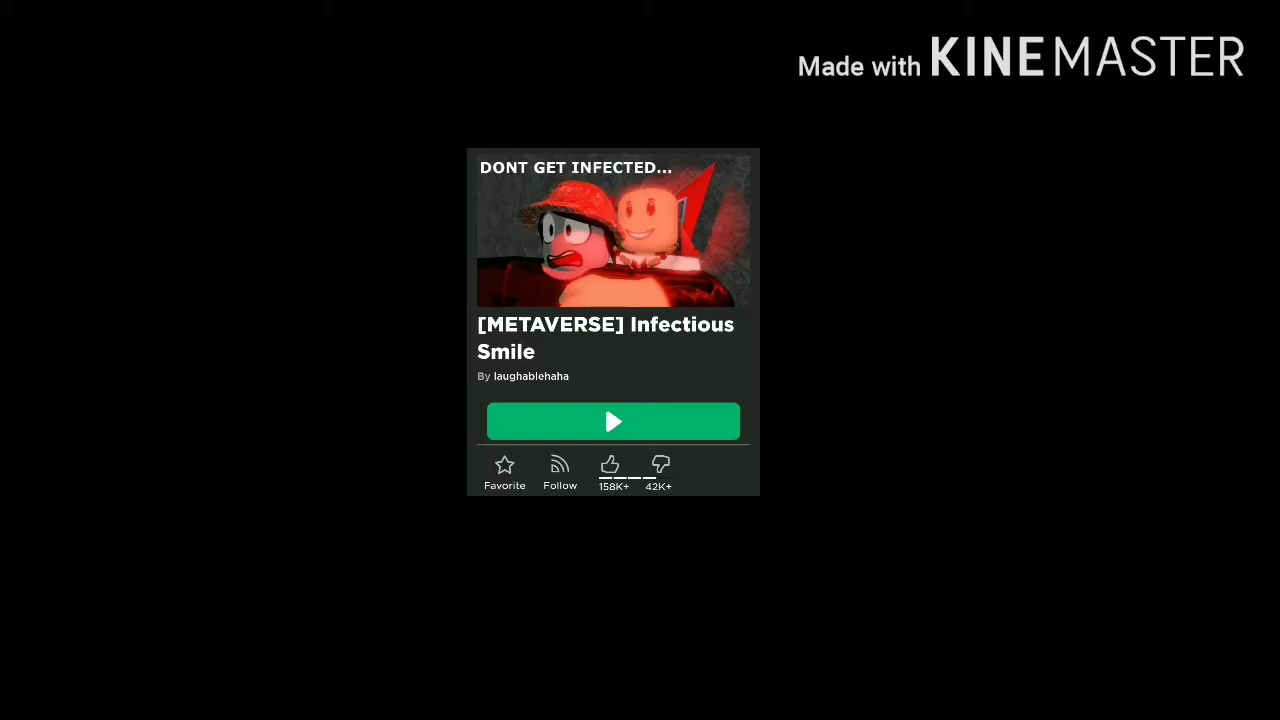 Made with KINEMASTER
DONT GET INFECTED...
[METAVERSE] Infectious
Smile
By laughablehaha
Favorite Follow 158K+ 42K+